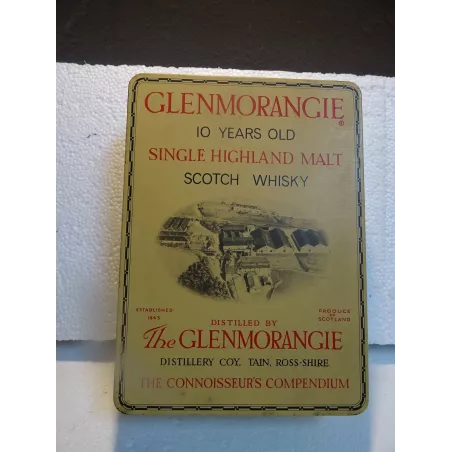 GLENMORANGIE®
10 YEARS OLD
SINGLE HIGHLAND MALT
SCOTCH WHISKY
ESTABLISHED
1843
PRODUCE
OF
SCOTLAND
DISTILLED BY
The GLENMORANGIE
DISTILLERY COY, TAIN, ROSS-SHIRE.
THE CONNOISSEUR'S COMPENDIUM